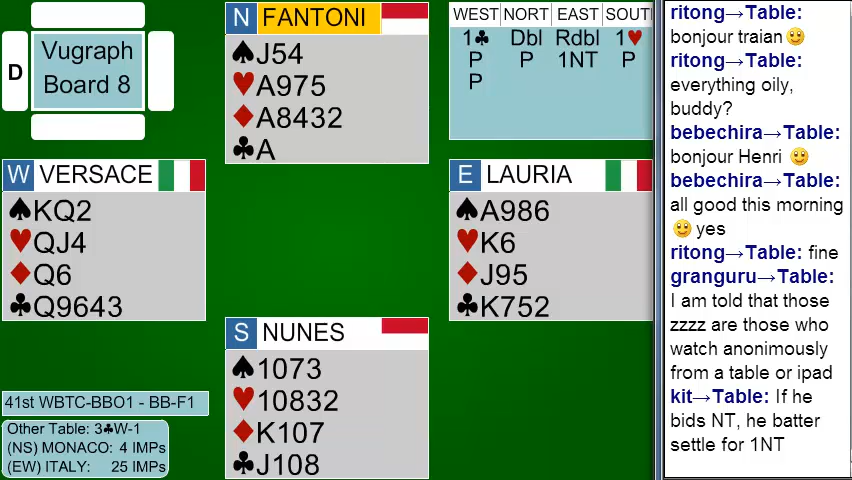 D
Vugraph
Board 8
N FANTONI
♠J54
♥A975
♦A8432
♣A
WEST NORT EAST SOUT
1♣ Dbl Rdbl 1♥
P P 1NT P
P
W VERSACE
♠KQ2
♥QJ4
♦Q6
♣Q9643
E LAURIA
♠A986
♥K6
♦J95
♣K752
S NUNES
♠1073
♥10832
♦K107
♣J108
41st WBTC-BBO1 - BB-F1
Other Table: 3♣W-1
(NS) MONACO: 4 IMPs
(EW) ITALY: 25 IMPs
ritong→Table:
bonjour traian
ritong→Table:
everything oily,
buddy?
bebechira→Table:
bonjour Henri
bebechira→Table:
all good this morning
yes
ritong→Table: fine
granguru→Table:
I am told that those
zzzz are those who
watch anonimously
from a table or ipad
kit→Table: If he
bids NT, he batter
settle for 1NT